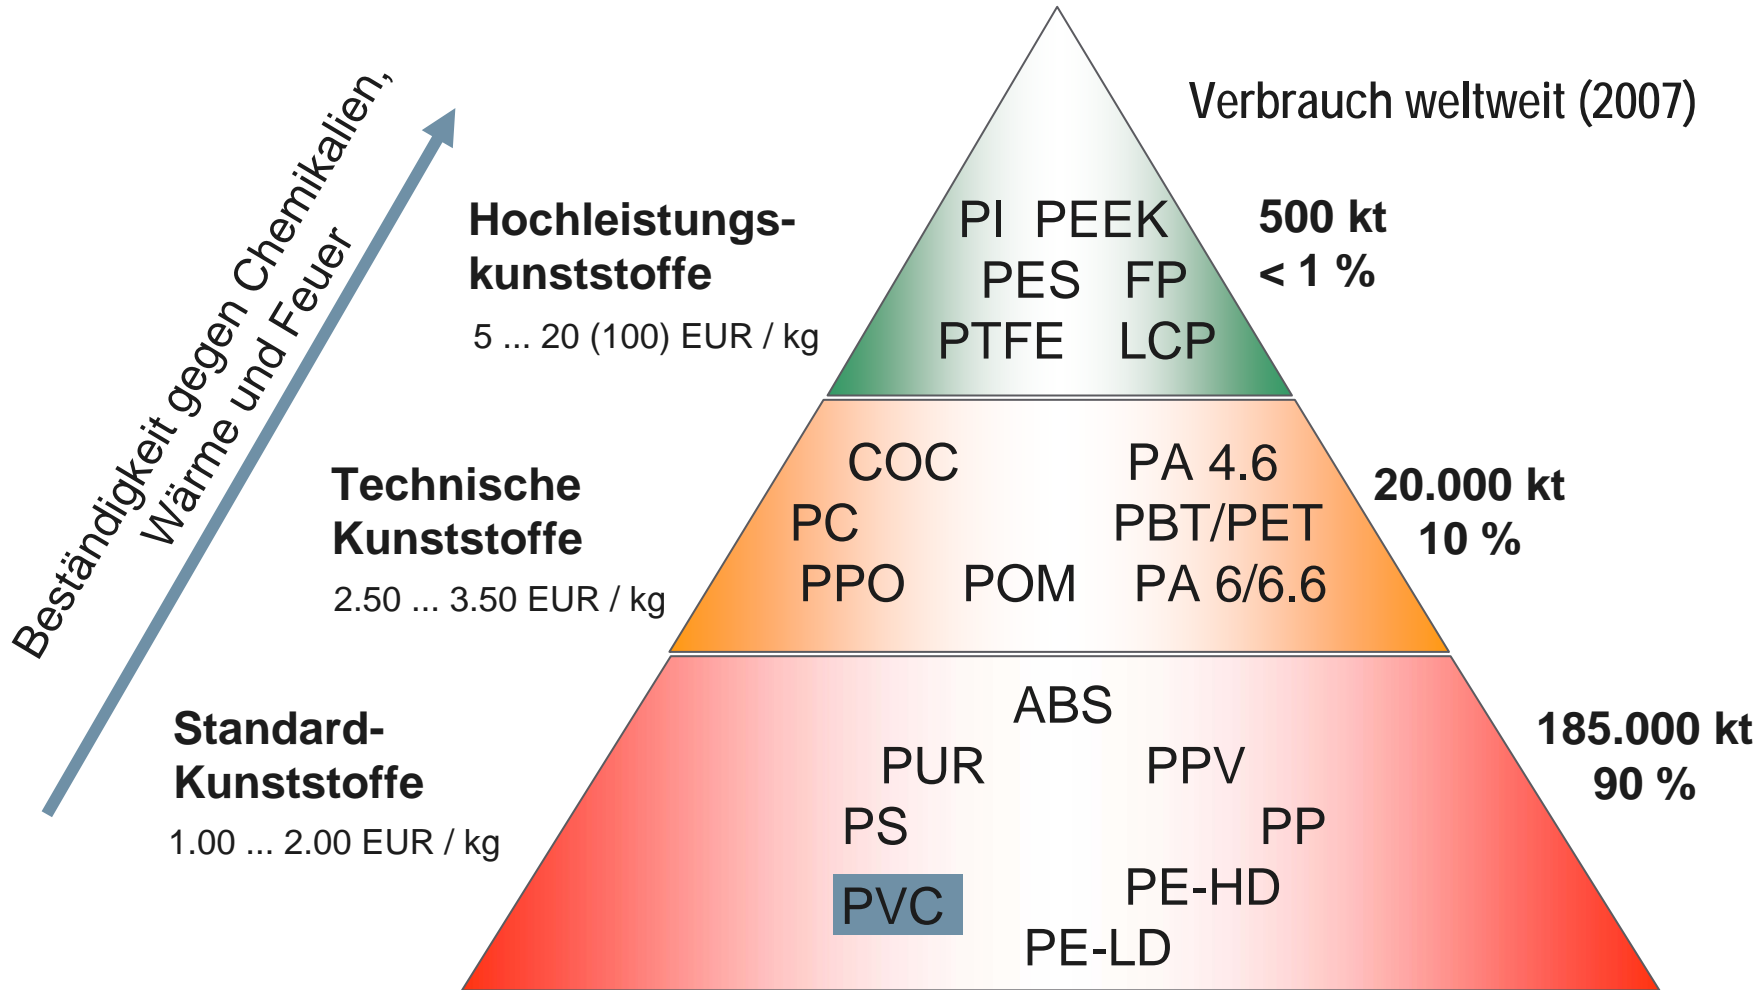 Beständigkeit gegen Chemikalien,
Wärme und Feuer
Verbrauch weltweit (2007)
Hochleistungs-
kunststoffe
5 ... 20 (100) EUR / kg
PI PEEK
PES FP
PTFE LCP
500 kt
< 1 %
Technische
Kunststoffe
2.50 ... 3.50 EUR / kg
COC PA 4.6
PC PBT/PET
PPO POM PA 6/6.6
20.000 kt
10 %
Standard-
Kunststoffe
1.00 ... 2.00 EUR / kg
ABS
PUR PPV
PS PP
PVC PE-HD
PE-LD
185.000 kt
90 %